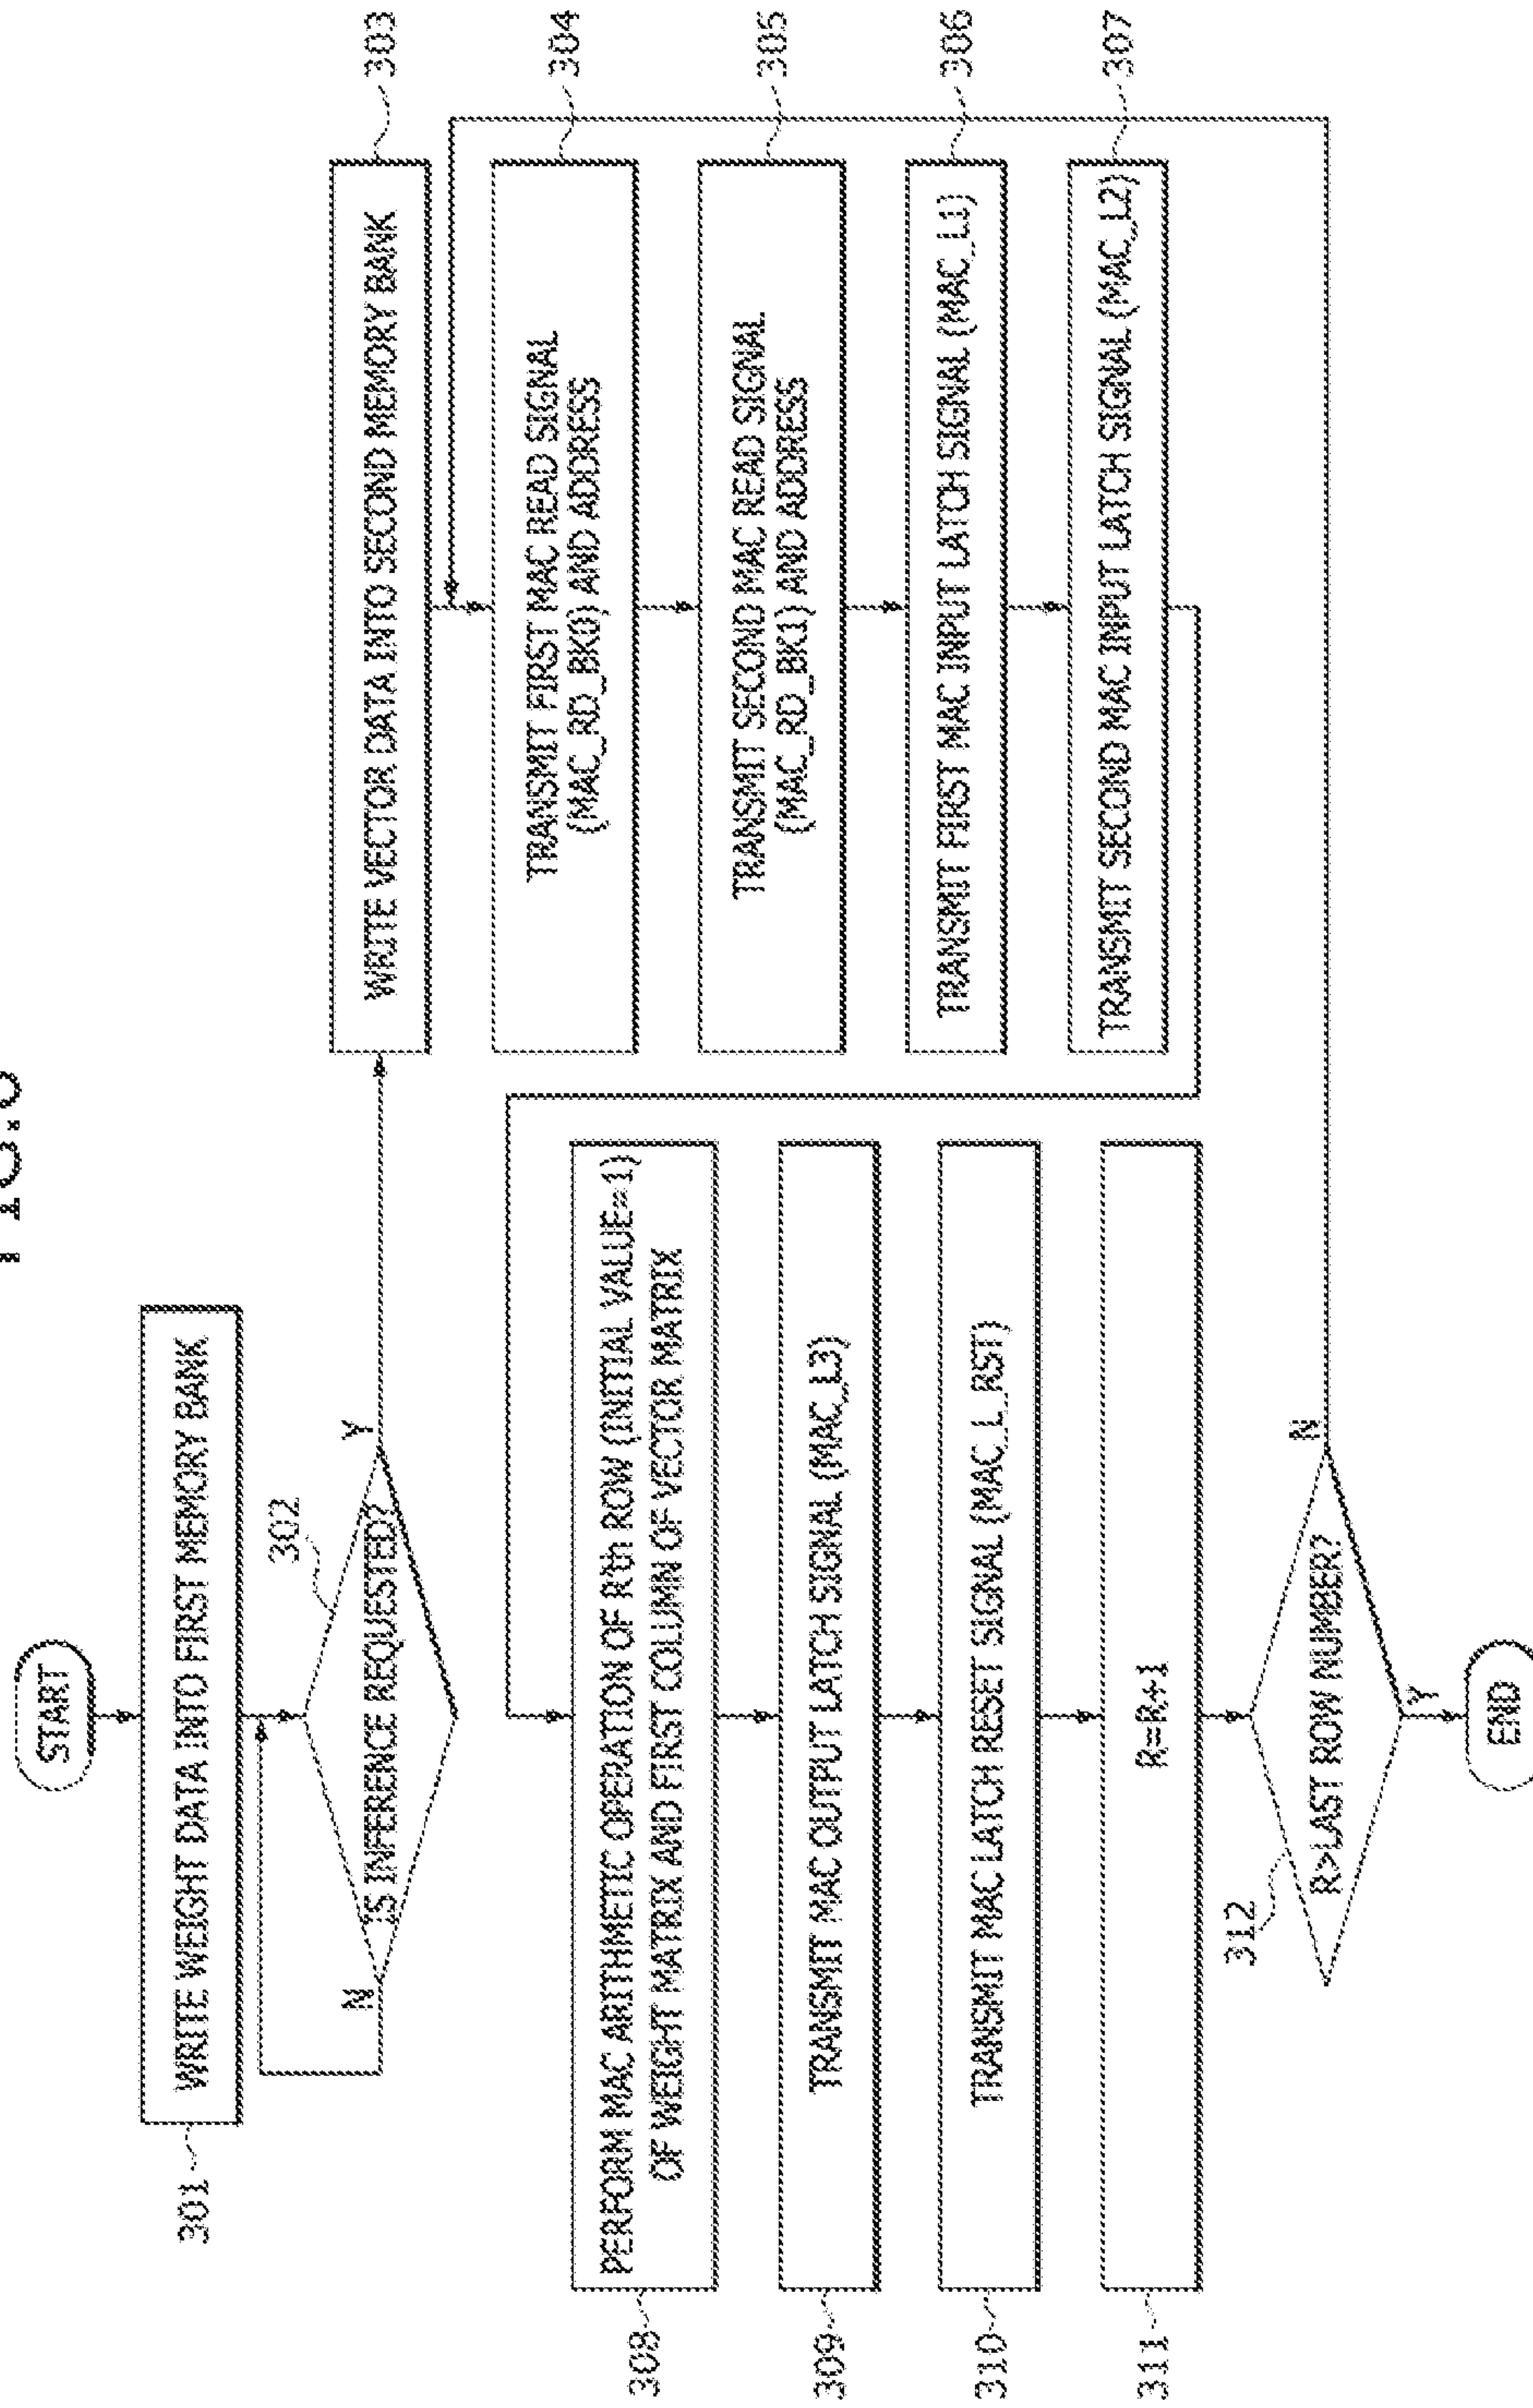 START
WRITE WEIGHT DATA INTO FIRST MEMORY BANK
301
IS INFERENCE REQUESTED?
302
N
Y
WRITE VECTOR DATA INTO SECOND MEMORY BANK
303
TRANSMIT FIRST MAC READ SIGNAL
(MAC_RD_BK0) AND ADDRESS
304
TRANSMIT SECOND MAC READ SIGNAL
(MAC_RD_BK1) AND ADDRESS
305
TRANSMIT FIRST MAC INPUT LATCH SIGNAL (MAC_L1)
306
TRANSMIT SECOND MAC INPUT LATCH SIGNAL (MAC_L2)
307
PERFORM MAC ARITHMETIC OPERATION OF R'th ROW (INITIAL VALUE=1)
OF WEIGHT MATRIX AND FIRST COLUMN OF VECTOR MATRIX
308
TRANSMIT MAC OUTPUT LATCH SIGNAL (MAC_L3)
309
TRANSMIT MAC LATCH RESET SIGNAL (MAC_L_RST)
310
R=R+1
311
R>LAST ROW NUMBER?
312
N
Y
END